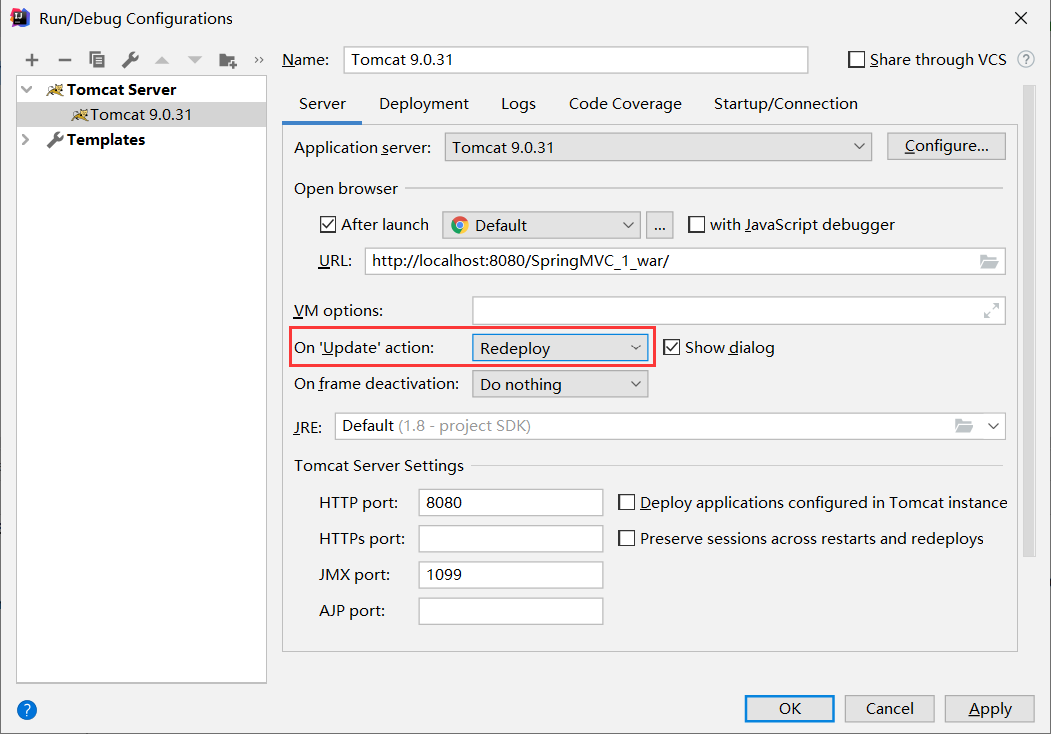 Run/Debug Configurations
Name: Tomcat 9.0.31 Share through VCS ?
Tomcat Server
Tomcat 9.0.31
Templates
Server Deployment Logs Code Coverage Startup/Connection
Application server: Tomcat 9.0.31 Configure...
Open browser
After launch Default ... with JavaScript debugger
URL: http://localhost:8080/SpringMVC_1_war/
VM options:
On 'Update' action: Redeploy Show dialog
On frame deactivation: Do nothing
JRE: Default (1.8 - project SDK)
Tomcat Server Settings
HTTP port: 8080 Deploy applications configured in Tomcat instance
HTTPs port: Preserve sessions across restarts and redeploys
JMX port: 1099
AJP port:
? OK Cancel Apply